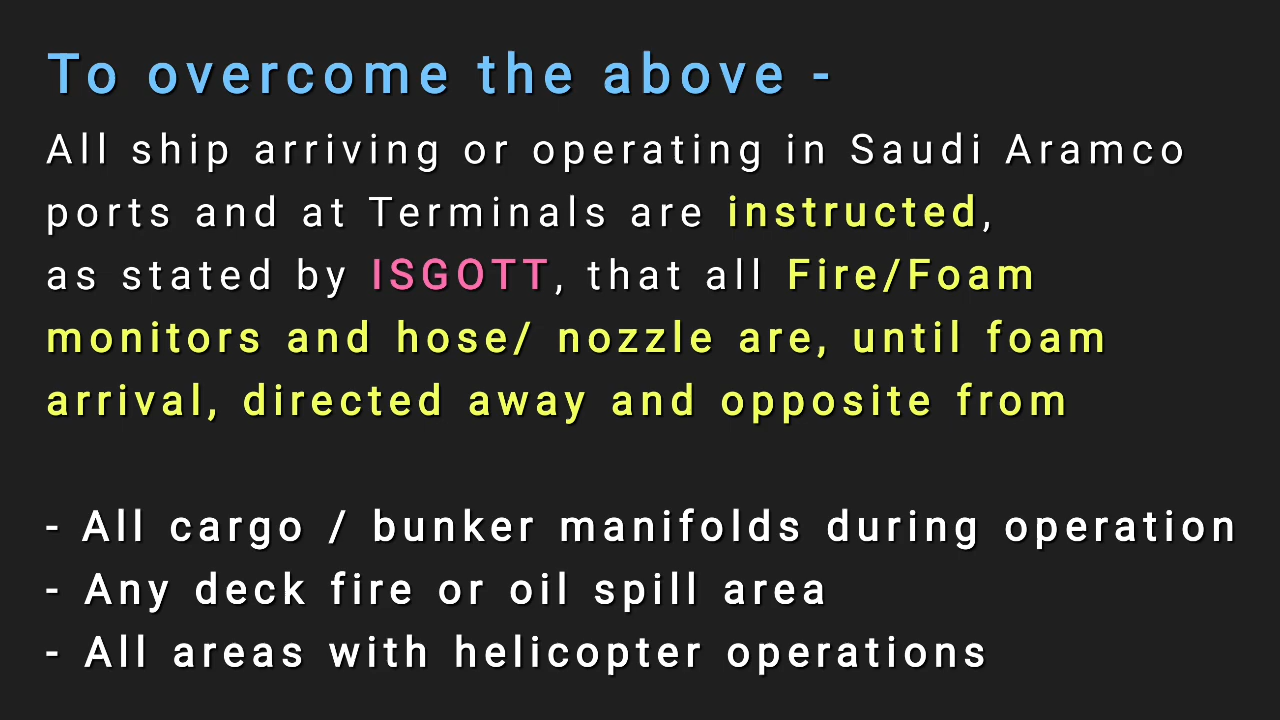 To overcome the above -
All ship arriving or operating in Saudi Aramco
ports and at Terminals are instructed,
as stated by ISGOTT, that all Fire/Foam
monitors and hose/ nozzle are, until foam
arrival, directed away and opposite from
- All cargo / bunker manifolds during operation
- Any deck fire or oil spill area
- All areas with helicopter operations